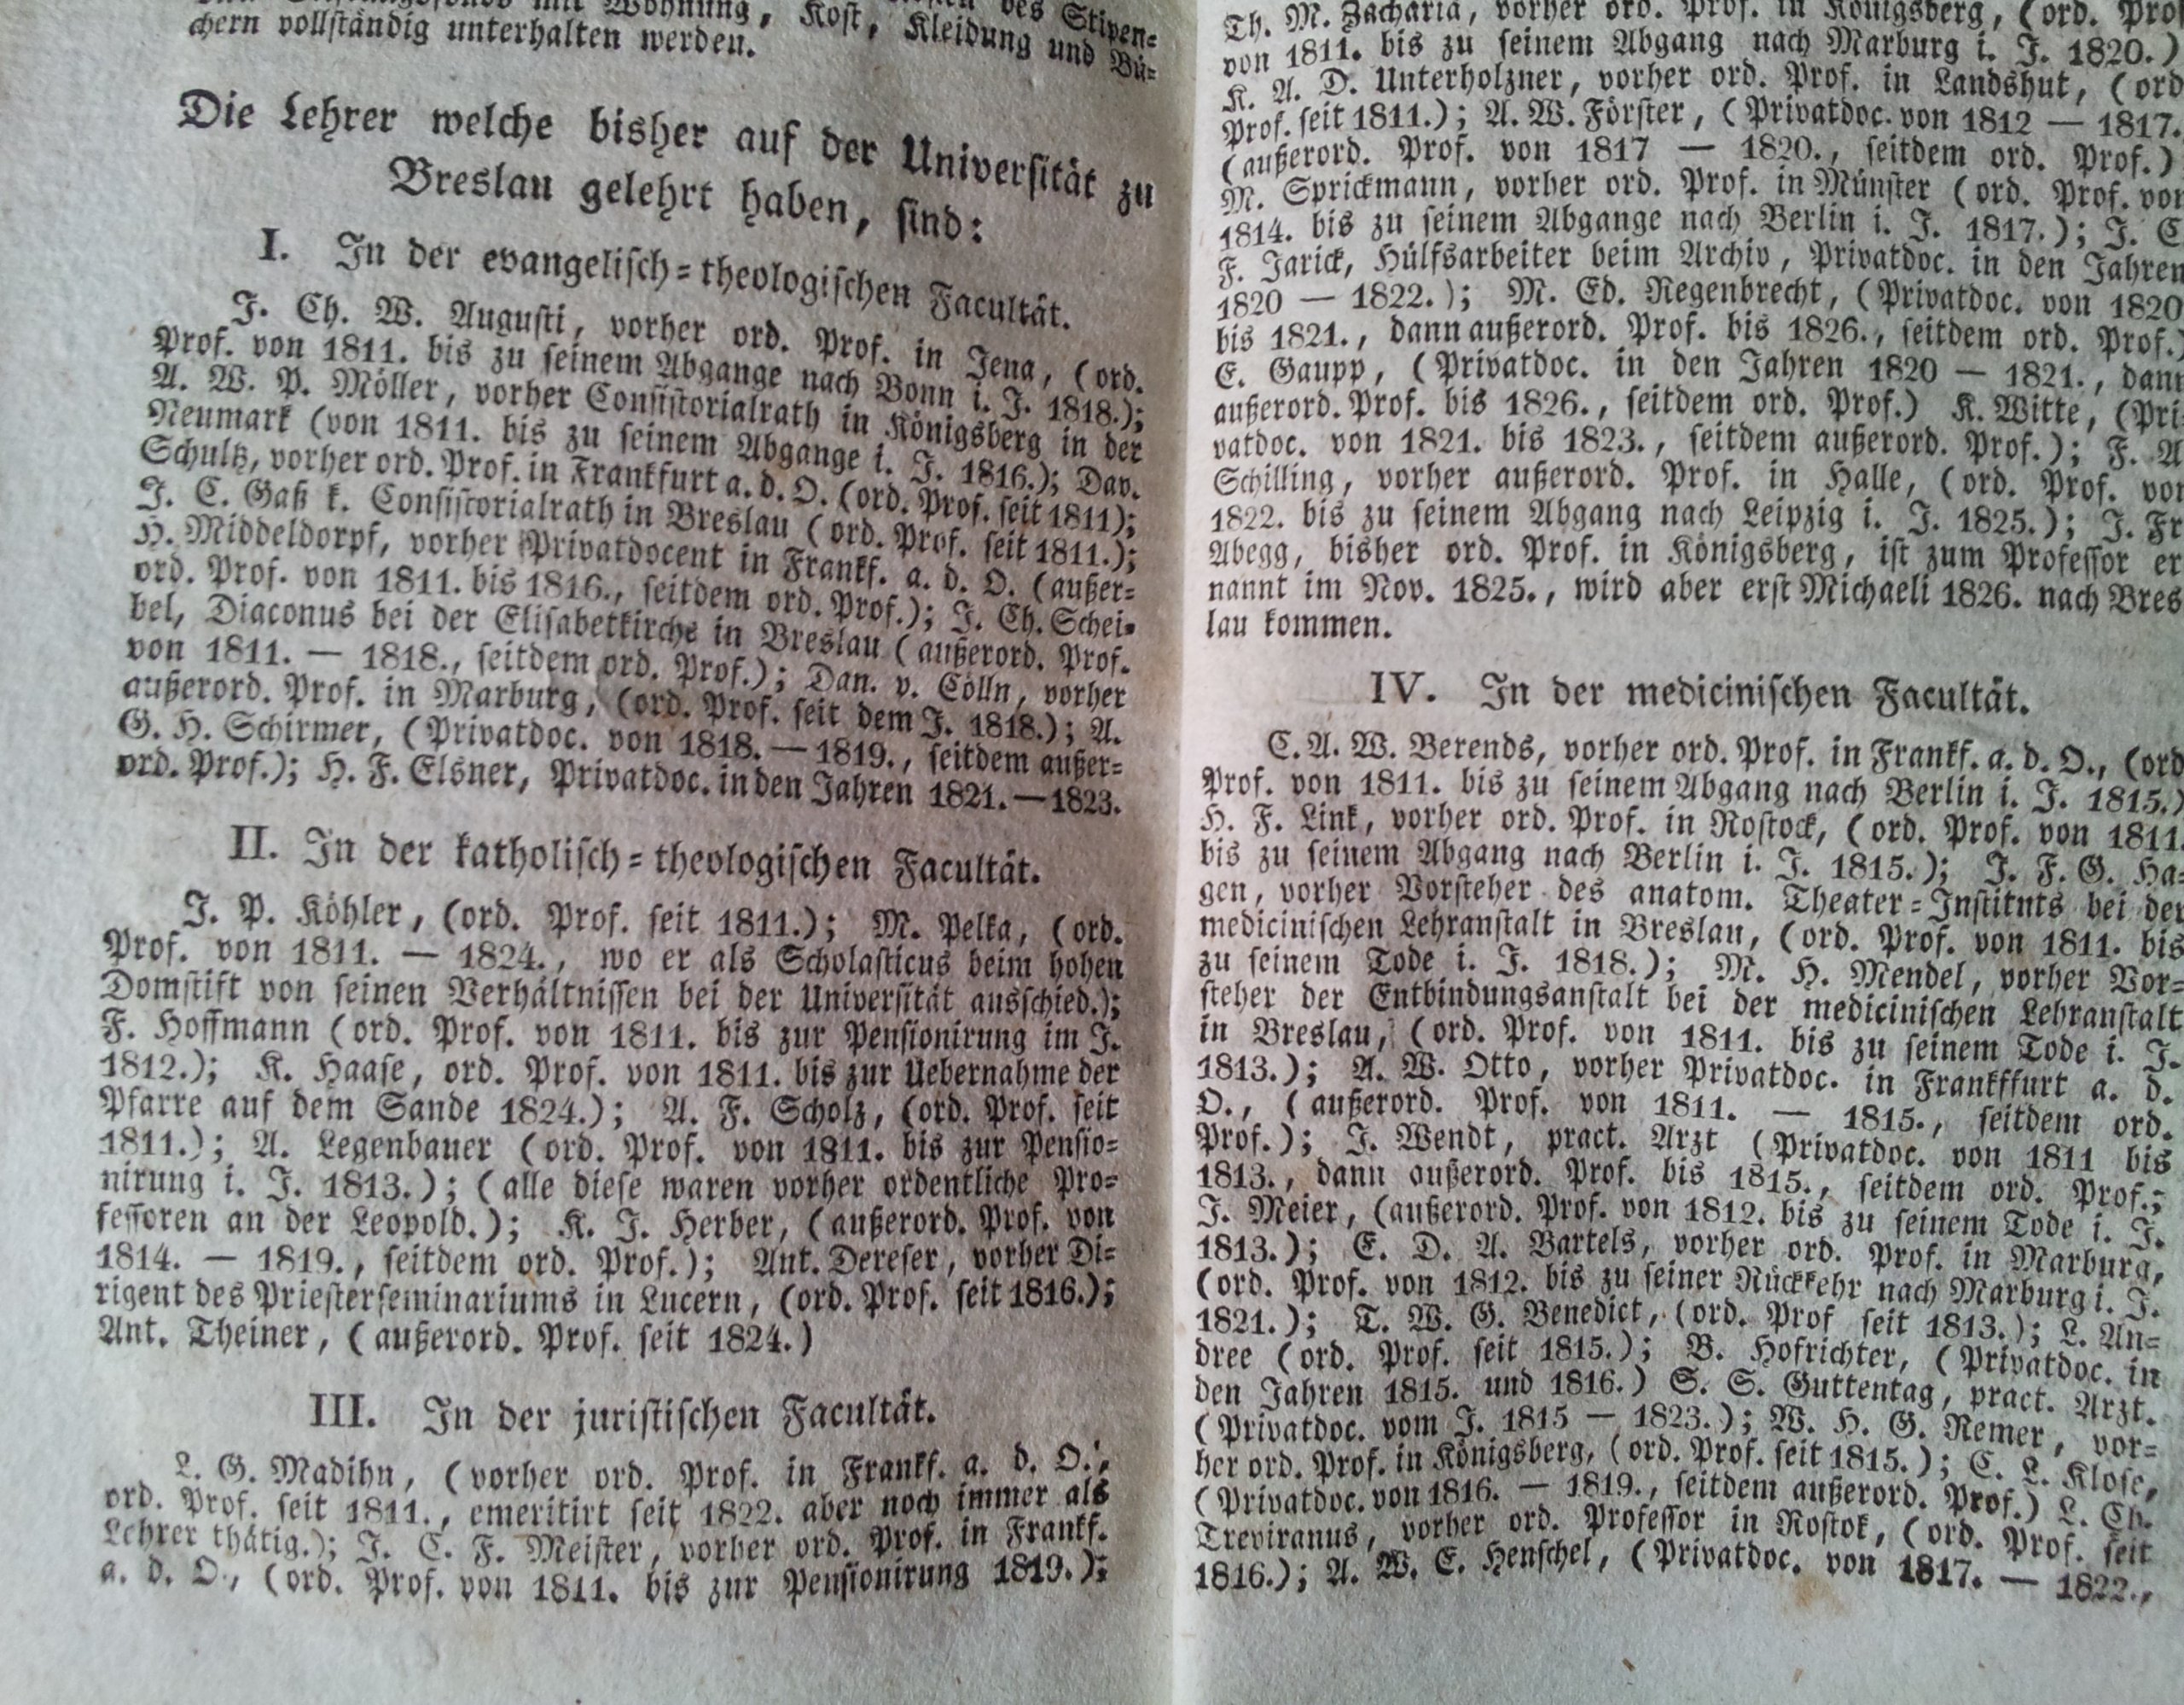 des Stipen=
mit Wohnung, Kost, Kleidung und Bü=
chern vollständig unterhalten werden.
Die Lehrer welche bisher auf der Universität zu
Breslau gelehrt haben, sind:
I. In der evangelisch=theologischen Facultät.
J. Ch. W. Augusti, vorher ord. Prof. in Jena, (ord.
Prof. von 1811. bis zu seinem Abgange nach Bonn i. J. 1818.);
A. W. P. Möller, vorher Consistorialrath in Königsberg in der
Neumark (von 1811. bis zu seinem Abgange i. J. 1816.); Dav.
Schultz, vorher ord. Prof. in Frankfurt a. d. O. (ord. Prof. seit 1811);
J. C. Gaß k. Consistorialrath in Breslau (ord. Prof. seit 1811.);
H. Middeldorpf, vorher Privatdocent in Frankf. a. d. O. (außer=
ord. Prof. von 1811. bis 1816., seitdem ord. Prof.); J. Ch. Schei=
bel, Diaconus bei der Elisabetkirche in Breslau (außerord. Prof.
von 1811. — 1818., seitdem ord. Prof.); Dan. v. Cölln, vorher
außerord. Prof. in Marburg, (ord. Prof. seit dem J. 1818.); A.
G. H. Schirmer, (Privatdoc. von 1818. — 1819., seitdem außer=
ord. Prof.); H. F. Elsner, Privatdoc. in den Jahren 1821. — 1823.
II. In der katholisch=theologischen Facultät.
J. P. Köhler, (ord. Prof. seit 1811.); M. Pelka, (ord.
Prof. von 1811. — 1824., wo er als Scholasticus beim hohen
Domstift von seinen Verhältnissen bei der Universität ausschied.);
F. Hoffmann (ord. Prof. von 1811. bis zur Pensionirung im J.
1812.); K. Haase, ord. Prof. von 1811. bis zur Uebernahme der
Pfarre auf dem Sande 1824.); A. F. Scholz, (ord. Prof. seit
1811.); A. Legenbauer (ord. Prof. von 1811. bis zur Pensio=
nirung i. J. 1813.); (alle diese waren vorher ordentliche Pro=
fessoren an der Leopold.); K. J. Herber, (außerord. Prof. von
1814. — 1819., seitdem ord. Prof.); Ant. Dereser, vorher Di=
rigent des Priesterseminariums in Lucern, (ord. Prof. seit 1816.);
Ant. Theiner, (außerord. Prof. seit 1824.)
III. In der juristischen Facultät.
L. G. Madihn, (vorher ord. Prof. in Frankf. a. d. O.,
ord. Prof. seit 1811., emeritirt seit 1822. aber noch immer als
Lehrer thätig.); J. C. F. Meister, vorher ord. Prof. in Frankf.
a. d. O., (ord. Prof. von 1811. bis zur Pensionirung 1819.);
Th. M. Zachariä, vorher ord. Prof. in Königsberg, (ord. Pro
von 1811. bis zu seinem Abgang nach Marburg i. J. 1820.)
K. A. D. Unterholzner, vorher ord. Prof. in Landshut, (ord
Prof. seit 1811.); A. W. Förster, (Privatdoc. von 1812 — 1817.
(außerord. Prof. von 1817 — 1820., seitdem ord. Prof.)
M. Sprickmann, vorher ord. Prof. in Münster (ord. Prof. von
1814. bis zu seinem Abgange nach Berlin i. J. 1817.); J. C
F. Jarick, Hülfsarbeiter beim Archiv, Privatdoc. in den Jahren
1820 — 1822.); M. Ed. Regenbrecht, (Privatdoc. von 1820
bis 1821., dann außerord. Prof. bis 1826., seitdem ord. Prof.)
E. Gaupp, (Privatdoc. in den Jahren 1820 — 1821., dann
außerord. Prof. bis 1826., seitdem ord. Prof.) K. Witte, (Pri
vatdoc. von 1821. bis 1823., seitdem außerord. Prof.); F. A
Schilling, vorher außerord. Prof. in Halle, (ord. Prof. von
1822. bis zu seinem Abgang nach Leipzig i. J. 1825.); J. Fr
Abegg, bisher ord. Prof. in Königsberg, ist zum Professor er
nannt im Nov. 1825., wird aber erst Michaeli 1826. nach Bres
lau kommen.
IV. In der medicinischen Facultät.
C. A. W. Berends, vorher ord. Prof. in Frankf. a. d. O., (ord
Prof. von 1811. bis zu seinem Abgang nach Berlin i. J. 1815.)
H. F. Link, vorher ord. Prof. in Rostock, (ord. Prof. von 1811.
bis zu seinem Abgang nach Berlin i. J. 1815.); J. F. G. Ha=
gen, vorher Vorsteher des anatom. Theater=Instituts bei der
medicinischen Lehranstalt in Breslau, (ord. Prof. von 1811. bis
zu seinem Tode i. J. 1818.); M. H. Mendel, vorher Vor=
steher der Entbindungsanstalt bei der medicinischen Lehranstalt
in Breslau, (ord. Prof. von 1811. bis zu seinem Tode i. J.
1813.); A. W. Otto, vorher Privatdoc. in Frankffurt a. d.
O., (außerord. Prof. von 1811. — 1815., seitdem ord.
Prof.); J. Wendt, pract. Arzt (Privatdoc. von 1811 bis
1813., dann außerord. Prof. bis 1815., seitdem ord. Prof.;
J. Meier, (außerord. Prof. von 1812. bis zu seinem Tode i. J.
1813.); E. D. A. Bartels, vorher ord. Prof. in Marburg,
(ord. Prof. von 1812. bis zu seiner Rückkehr nach Marburg i. J.
1821.); T. W. G. Benedict, (ord. Prof seit 1813.); L. An=
dree (ord. Prof. seit 1815.); B. Hofrichter, (Privatdoc. in
den Jahren 1815. und 1816.) S. S. Guttentag, pract. Arzt.
(Privatdoc. vom J. 1815 — 1823.); W. H. G. Remer, vor=
her ord. Prof. in Königsberg, (ord. Prof. seit 1815.); C. L. Klose,
(Privatdoc. von 1816. — 1819., seitdem außerord. Prof.) L. Ch.
Treviranus, vorher ord. Professor in Rostok, (ord. Prof. seit
1816.); A. W. E. Henschel, (Privatdoc. von 1817. — 1822.,